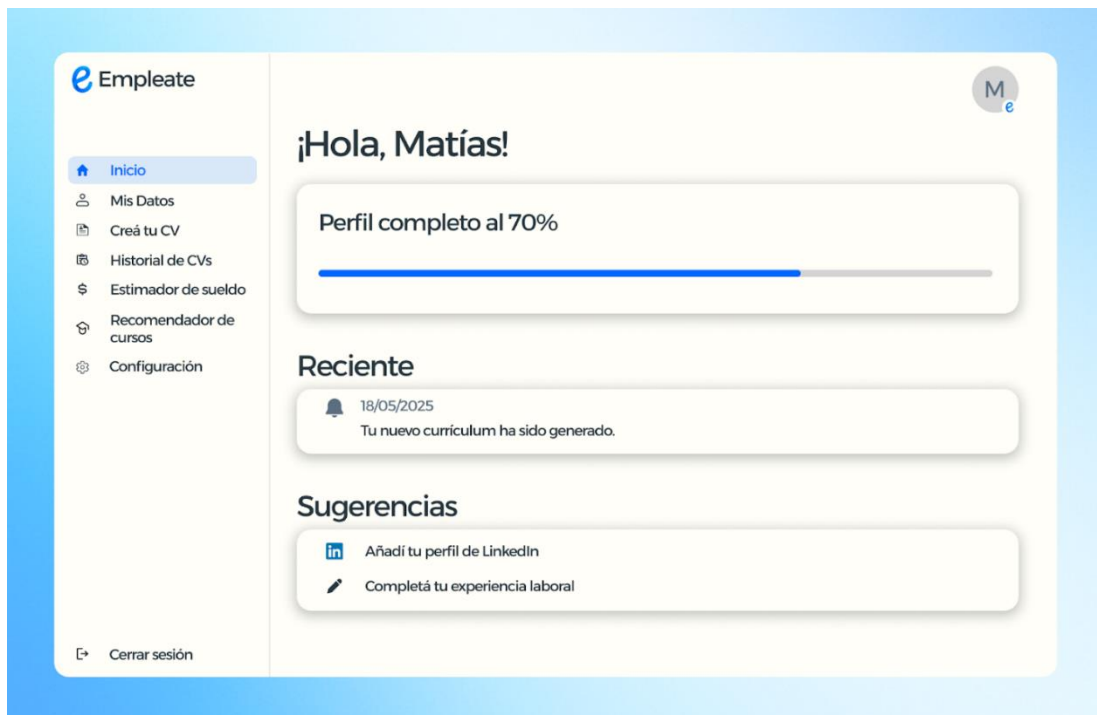 Empleate
M
e
¡Hola, Matías!
Inicio
Mis Datos
Creá tu CV
Historial de CVs
Estimador de sueldo
Recomendador de
cursos
Configuración
Cerrar sesión
Perfil completo al 70%
Reciente
18/05/2025
Tu nuevo currículum ha sido generado.
Sugerencias
in
Añadí tu perfil de LinkedIn
Completá tu experiencia laboral